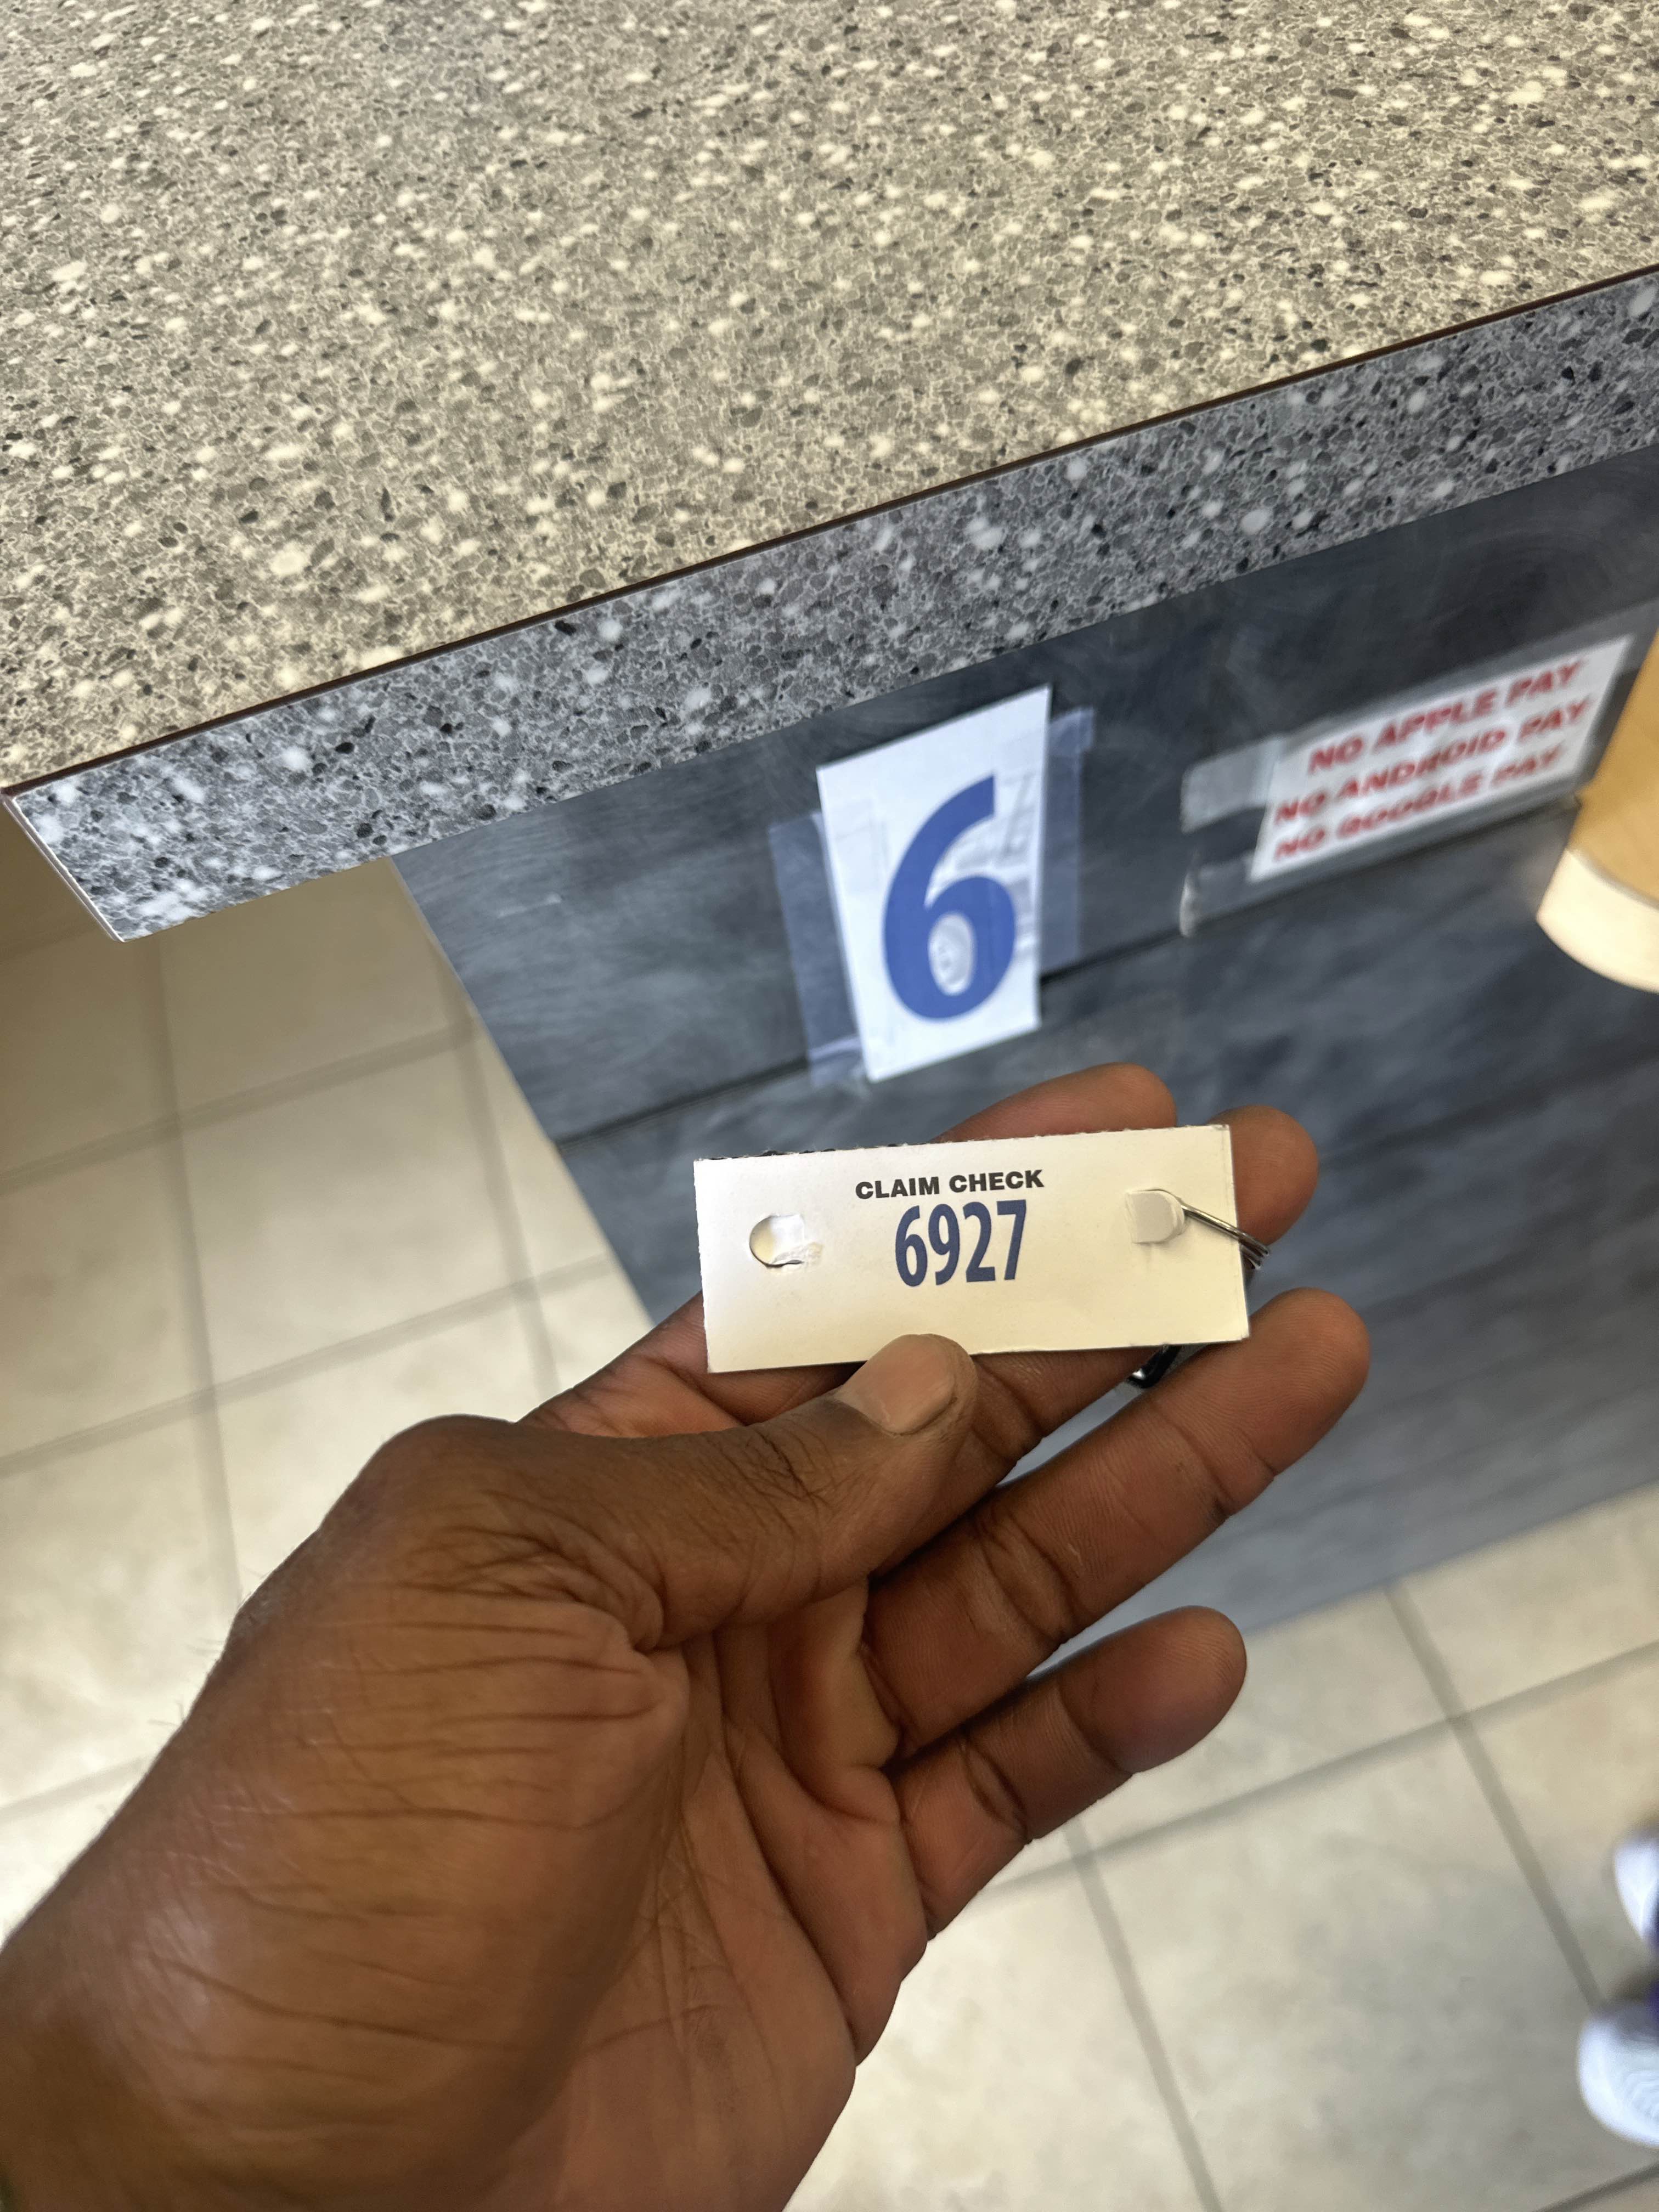 6
NO APPLE PAY
NO ANDROID PAY
NO GOOGLE PAY
CLAIM CHECK
6927